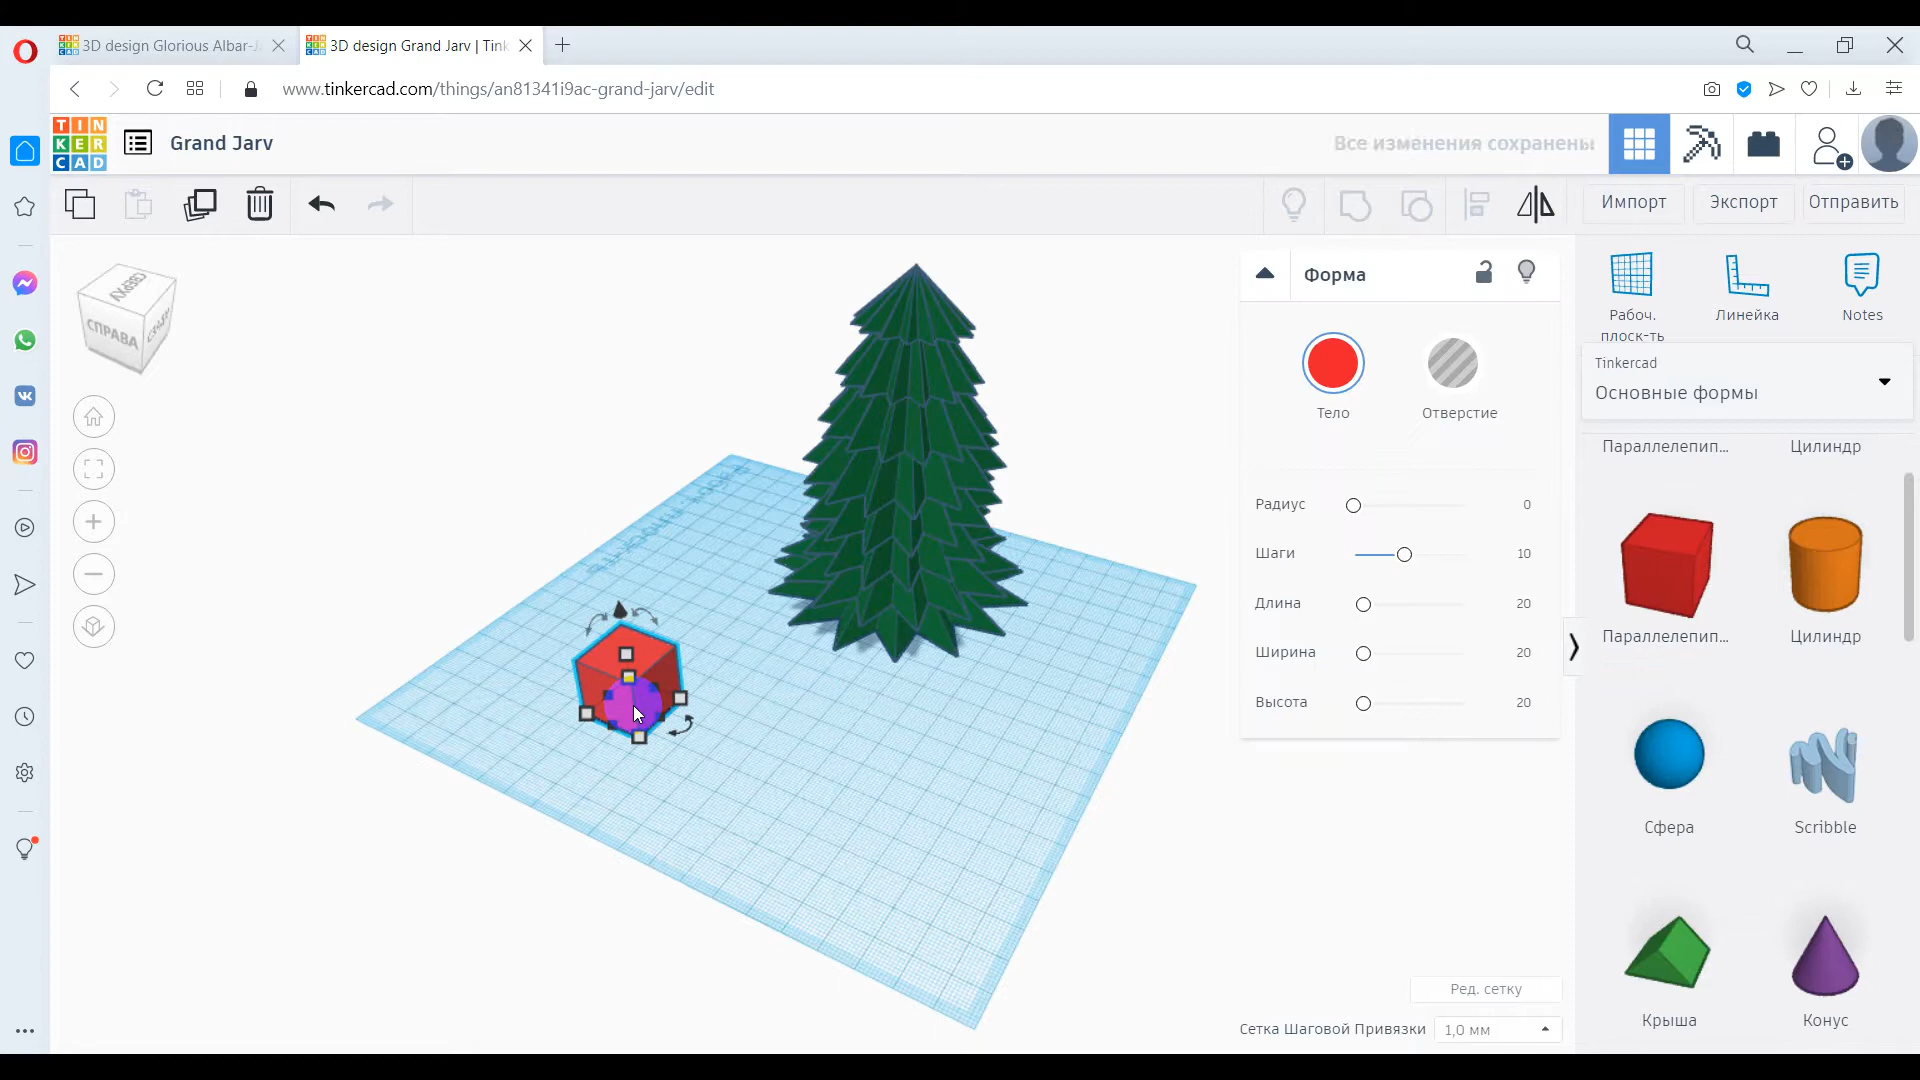 3D design Glorious Albar-J
3D design Grand Jarv | Tink
www.tinkercad.com/things/an81341i9ac-grand-jarv/edit
TIN
KER
CAD
Grand Jarv
Все изменения сохранены
Импорт
Экспорт
Отправить
СВЕРХУ
СПРАВА
Форма
Тело
Отверстие
Радиус 0
Шаги 10
Длина 20
Ширина 20
Высота 20
Рабоч. плоск-ть
Линейка
Notes
Tinkercad
Основные формы
Параллелепип...
Цилиндр
Параллелепип...
Цилиндр
Сфера
Scribble
Крыша
Конус
Ред. сетку
Сетка Шаговой Привязки 1,0 мм